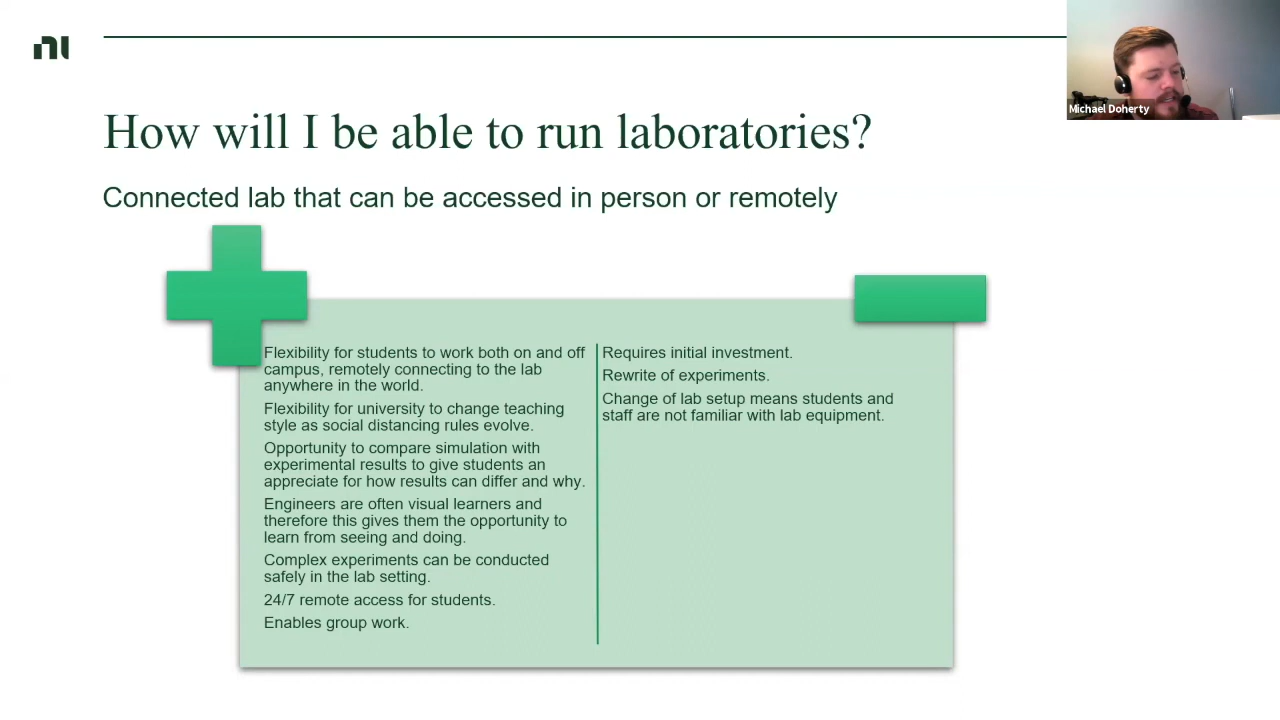 ni
Michael Doherty
How will I be able to run laboratories?
Connected lab that can be accessed in person or remotely
Flexibility for students to work both on and off
campus, remotely connecting to the lab
anywhere in the world.
Flexibility for university to change teaching
style as social distancing rules evolve.
Opportunity to compare simulation with
experimental results to give students an
appreciate for how results can differ and why.
Engineers are often visual learners and
therefore this gives them the opportunity to
learn from seeing and doing.
Complex experiments can be conducted
safely in the lab setting.
24/7 remote access for students.
Enables group work.
Requires initial investment.
Rewrite of experiments.
Change of lab setup means students and
staff are not familiar with lab equipment.